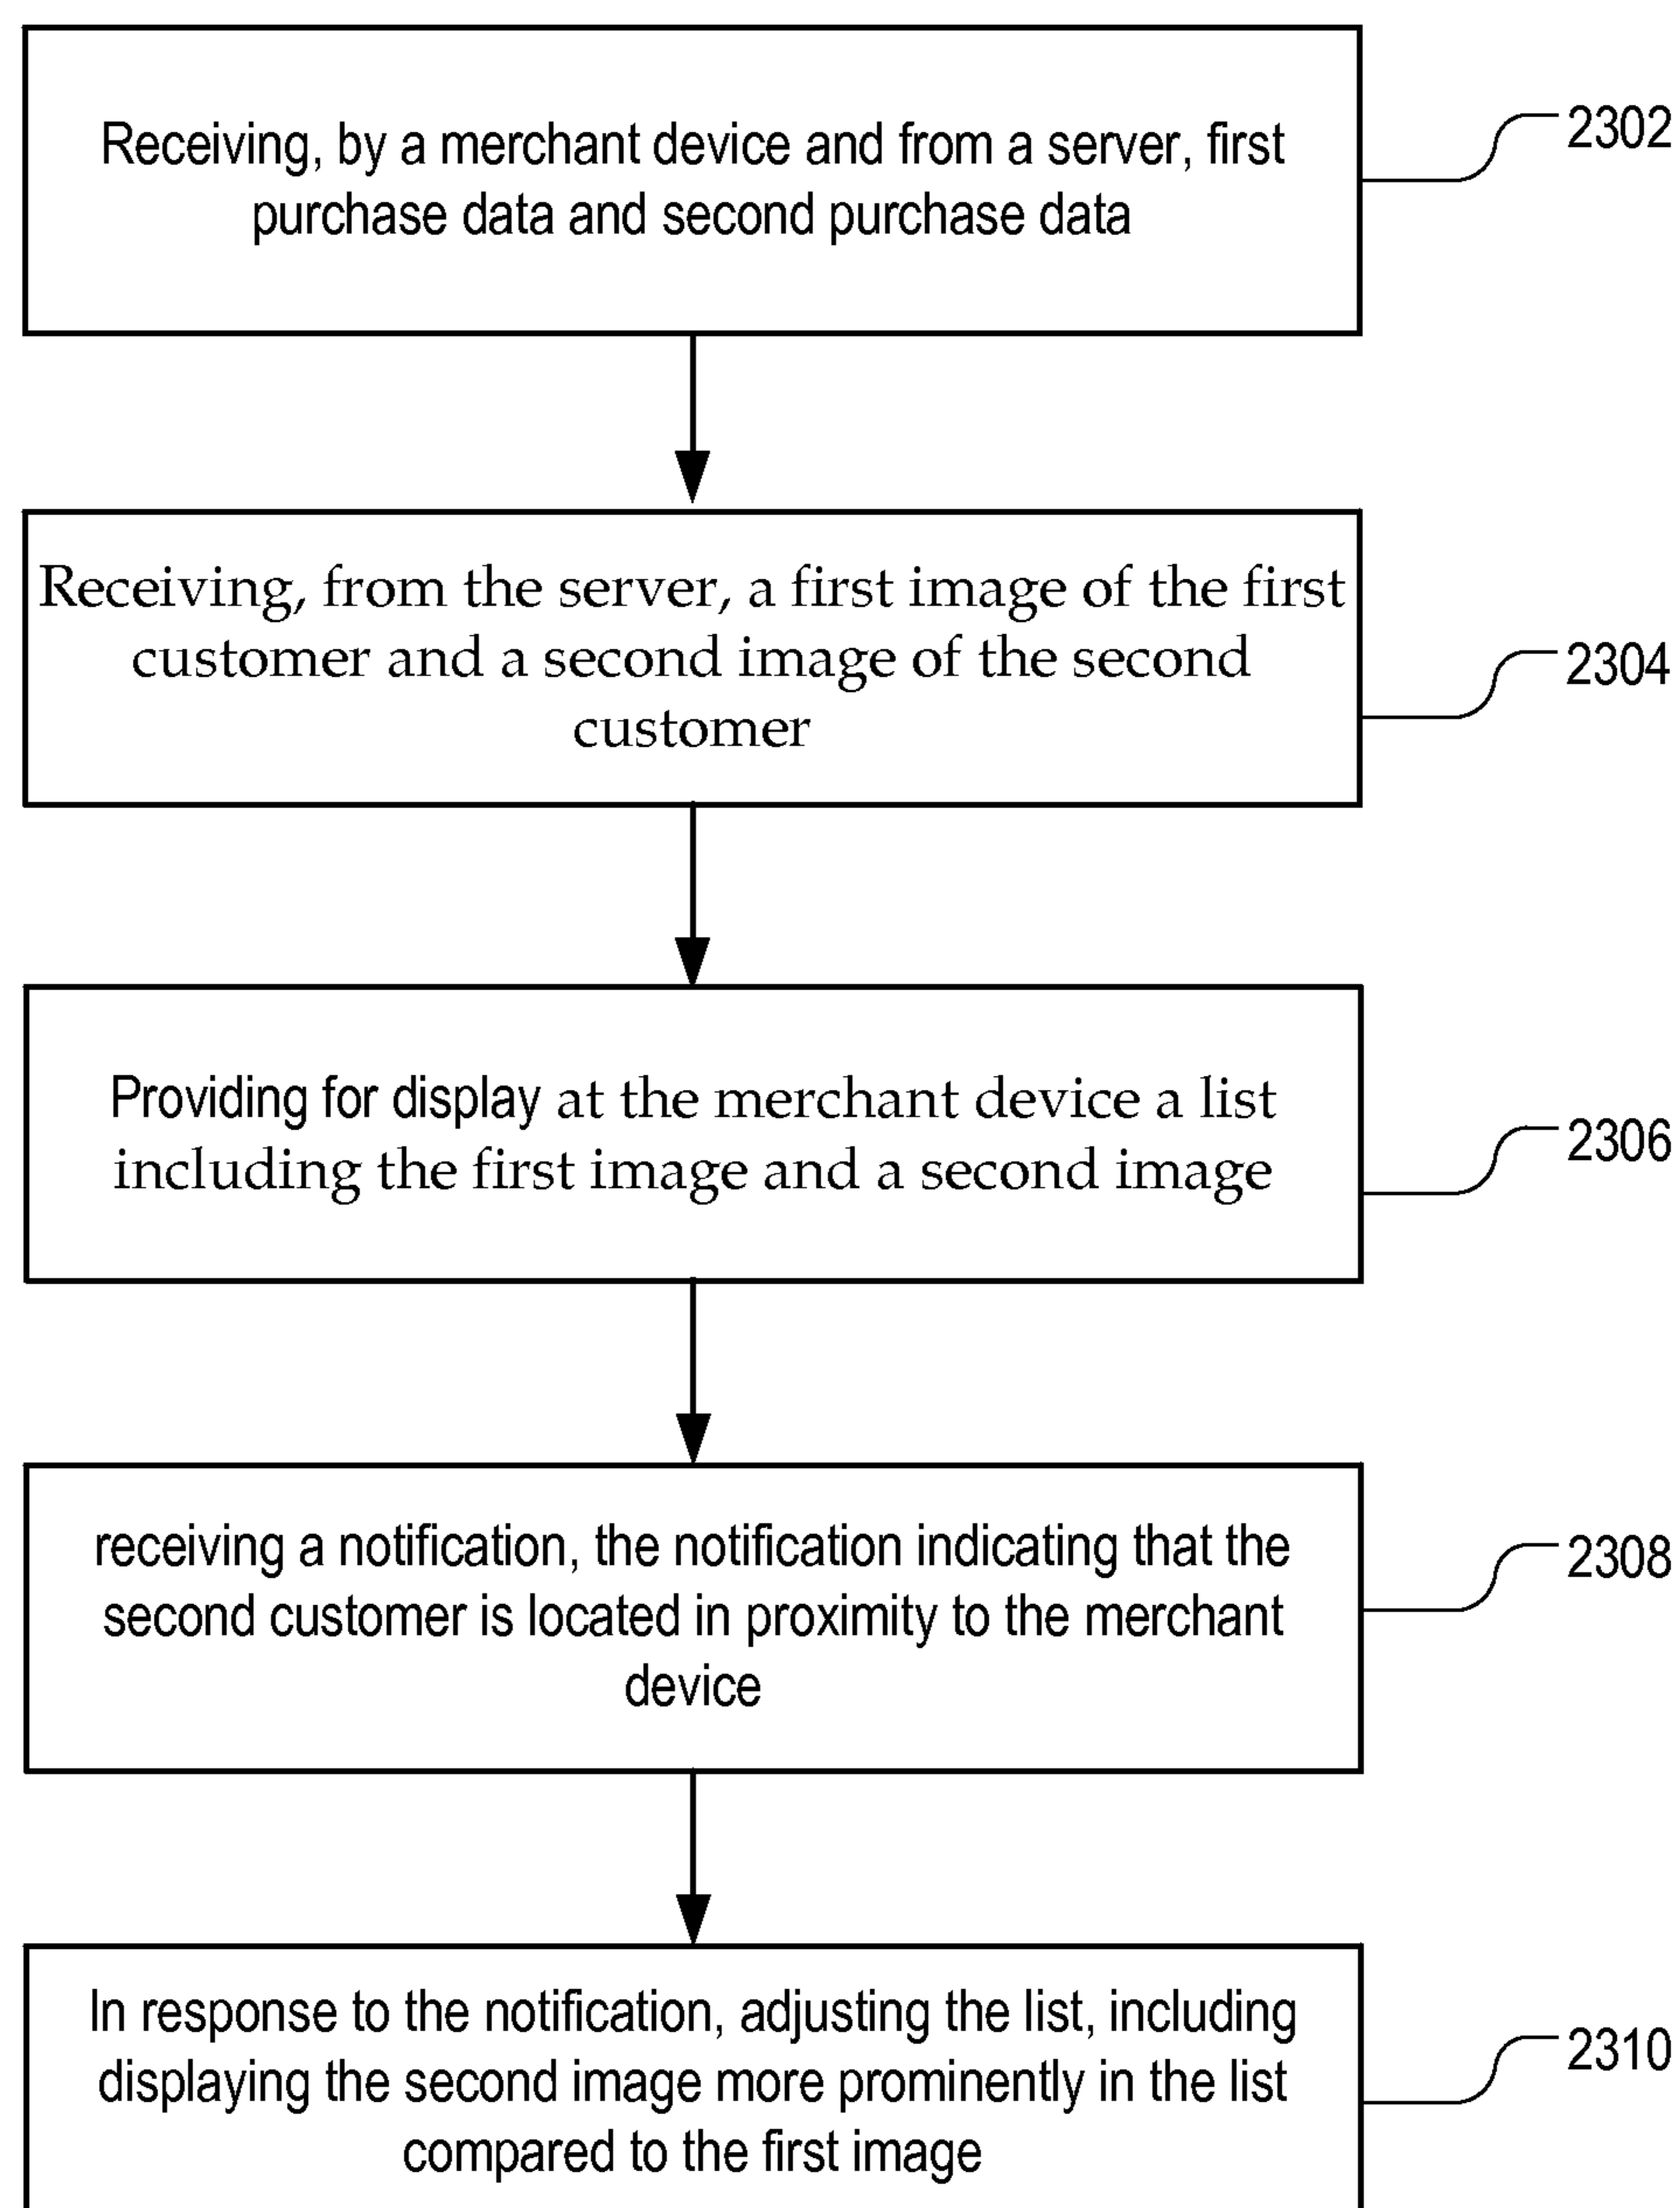 Receiving, by a merchant device and from a server, first
purchase data and second purchase data
2302
Receiving, from the server, a first image of the first
customer and a second image of the second
customer
2304
Providing for display at the merchant device a list
including the first image and a second image
2306
receiving a notification, the notification indicating that the
second customer is located in proximity to the merchant
device
2308
In response to the notification, adjusting the list, including
displaying the second image more prominently in the list
compared to the first image
2310